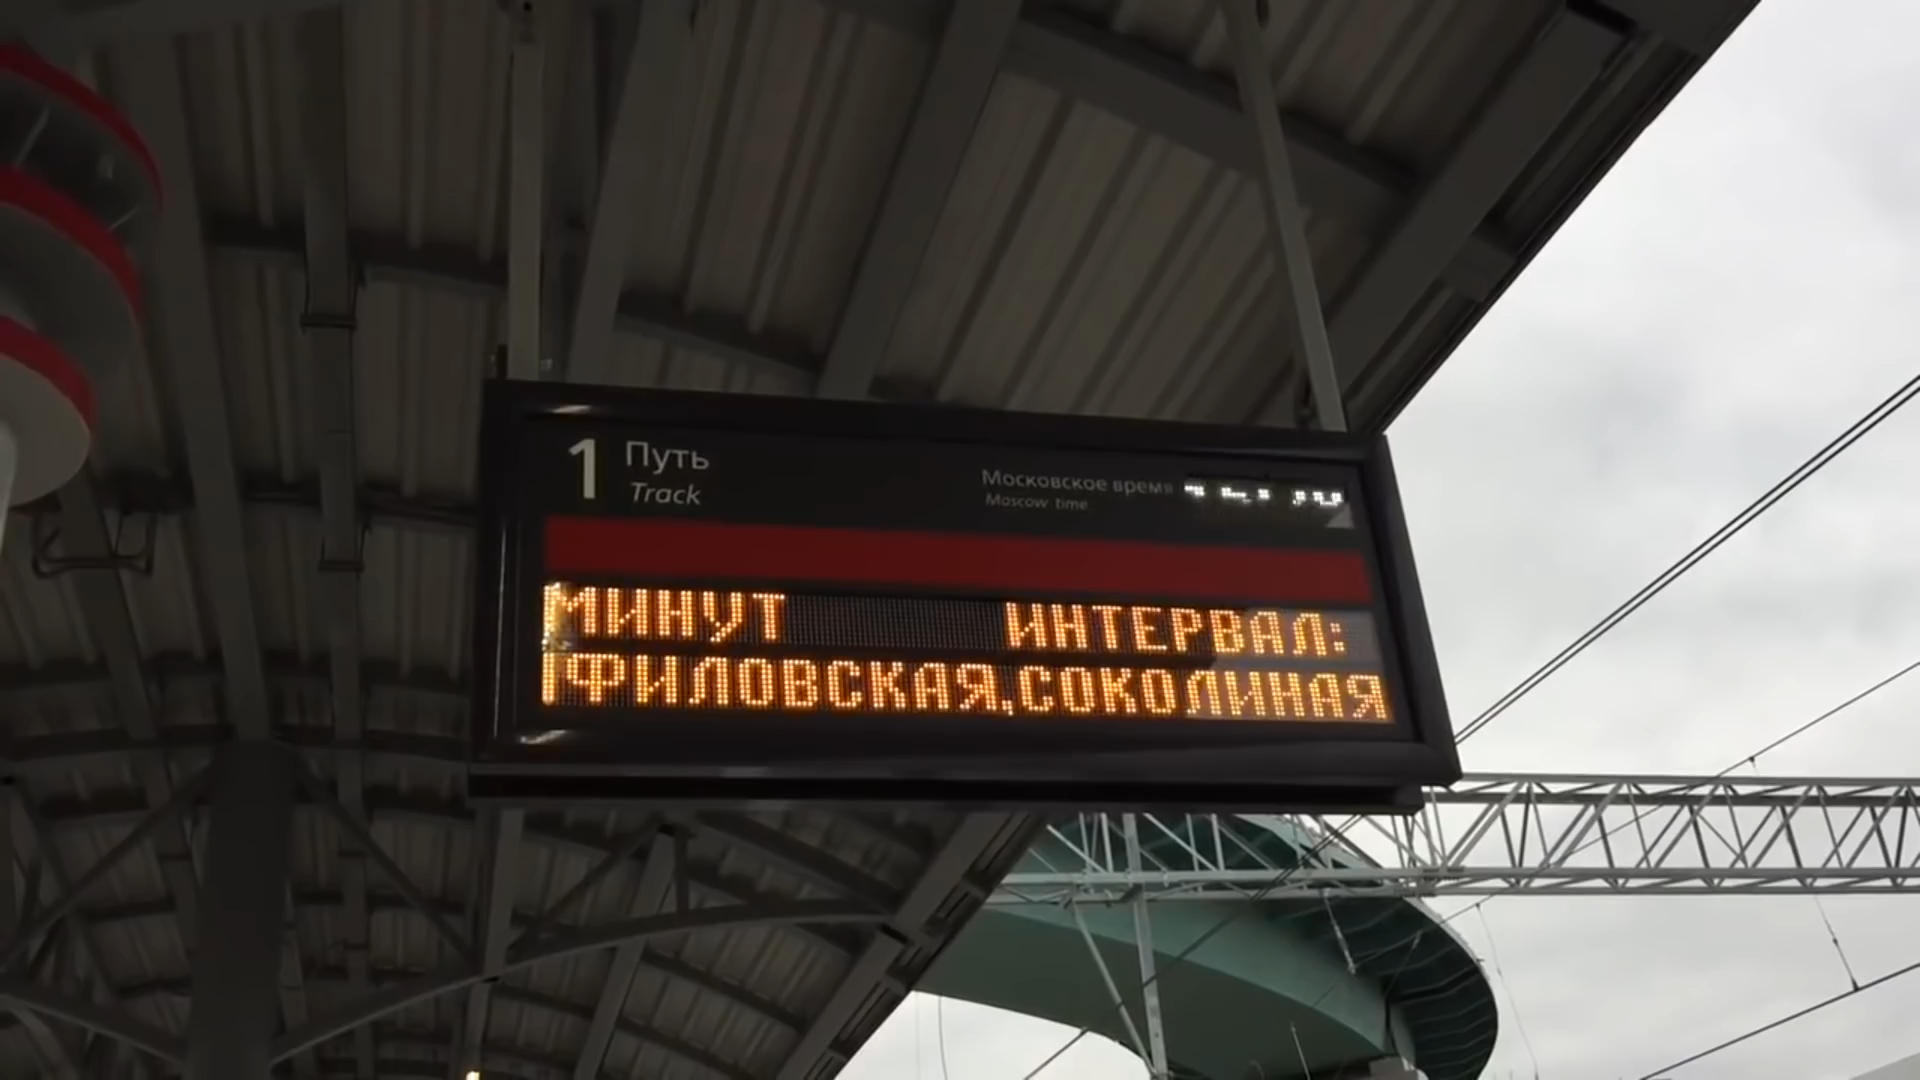 1 Путь
Track
Московское время
Moscow time
МИНУТ ИНТЕРВАЛ:
ФИЛОВСКАЯ,СОКОЛИНАЯ